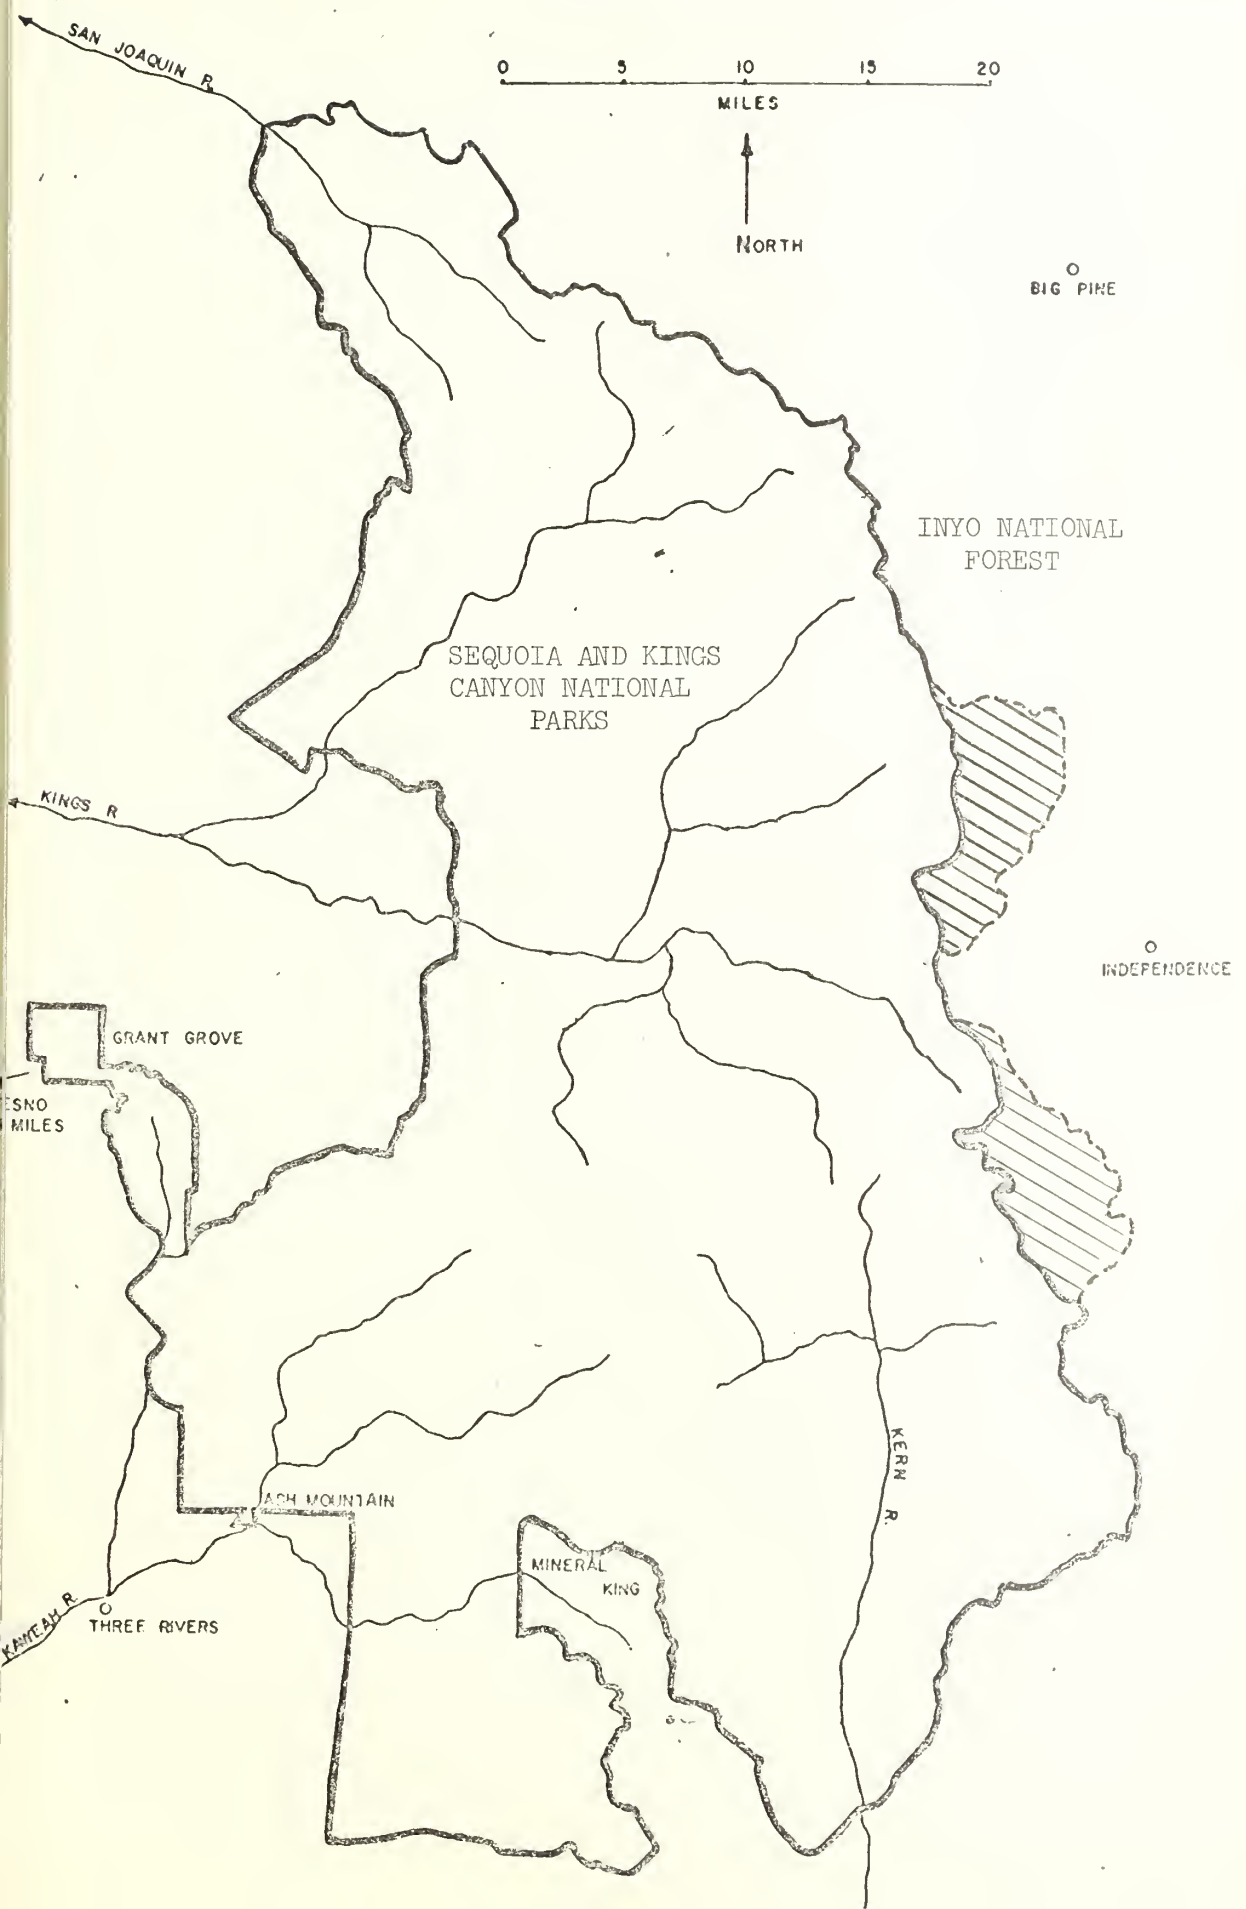 SAN JOAQUIN R.
0 5 10 15 20
MILES
NORTH
BIG PINE
INYO NATIONAL
FOREST
SEQUOIA AND KINGS
CANYON NATIONAL
PARKS
KINGS R
INDEPENDENCE
GRANT GROVE
ESNO
MILES
KERN R.
ASH MOUNTAIN
MINERAL
KING
THREE RIVERS
KAWEAH R.